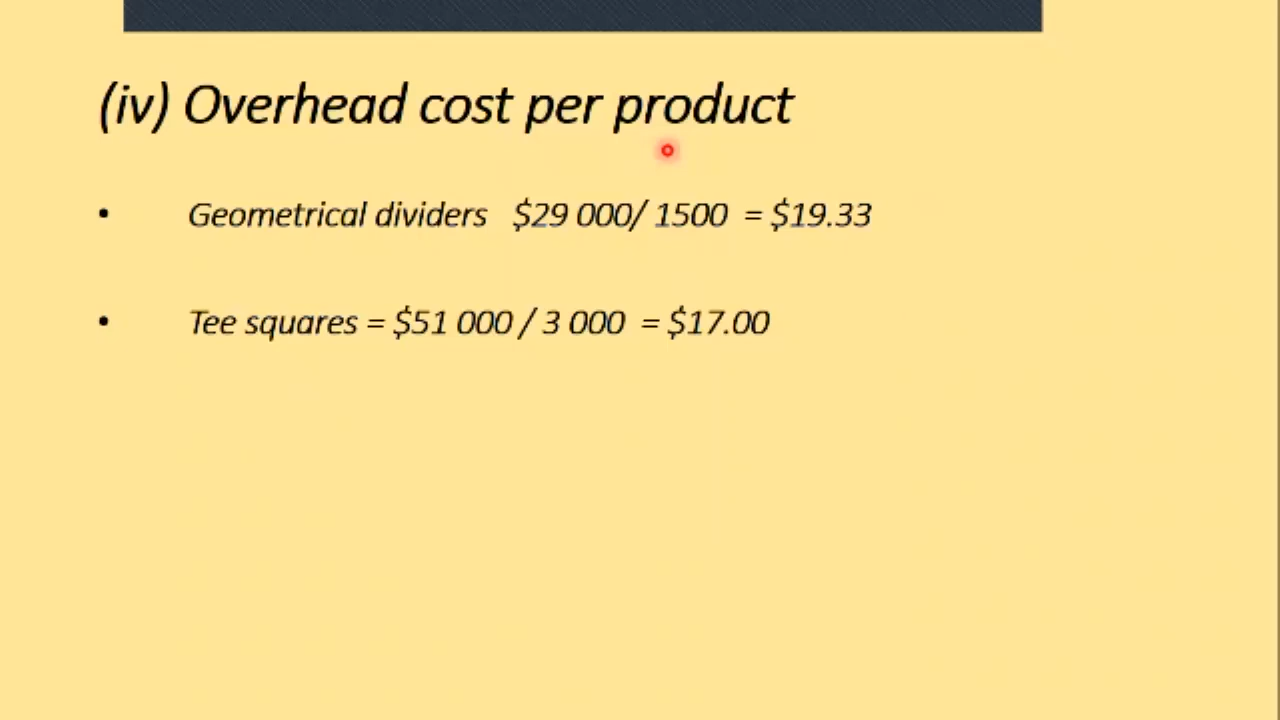 (iv) Overhead cost per product
• Geometrical dividers $29 000/ 1500 = $19.33
• Tee squares = $51 000 / 3 000 = $17.00